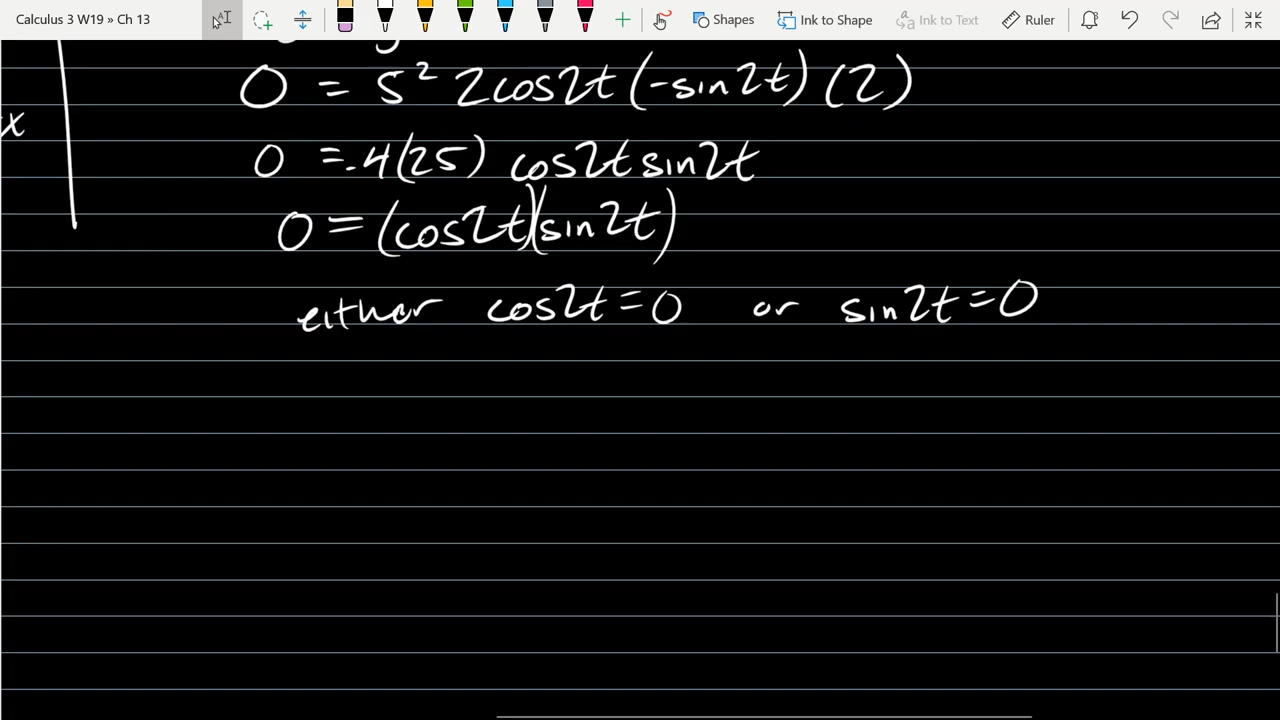 Calculus 3 W19 » Ch 13
Shapes Ink to Shape Ink to Text Ruler
0 = 5² 2cos2t (-sin2t) (2)
x
0 = -4(25) cos2t sin2t
0 = (cos2t)(sin2t)
either cos2t=0 or sin2t=0